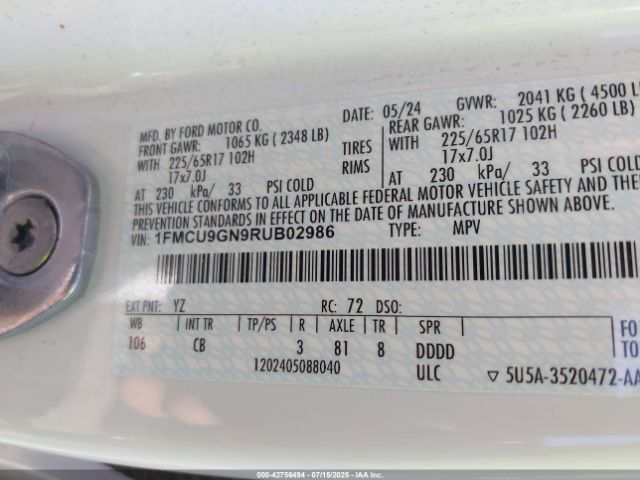 MFD. BY FORD MOTOR CO. DATE: 05/24 GVWR: 2041 KG ( 4500 L
FRONT GAWR: 1065 KG ( 2348 LB) REAR GAWR: 1025 KG ( 2260 LB)
WITH 225/65R17 102H TIRES WITH 225/65R17 102H
17x7.0J RIMS 17x7.0J
AT 230 kPa/ 33 PSI COLD AT 230 kPa/ 33 PSI COLD
THIS VEHICLE CONFORMS TO ALL APPLICABLE FEDERAL MOTOR VEHICLE SAFETY AND THE
PREVENTION STANDARDS IN EFFECT ON THE DATE OF MANUFACTURE SHOWN ABOVE.
VIN: 1FMCU9GN9RUB02986 TYPE: MPV
EXT PNT: YZ RC: 72 DSO:
WB INT TR TP/PS R AXLE TR SPR
106 CB 3 81 8 DDDD
1202405088040 ULC ▽ 5U5A-3520472-AA
FO
TO
000-42756494 07/15/2025 IAAI.COM